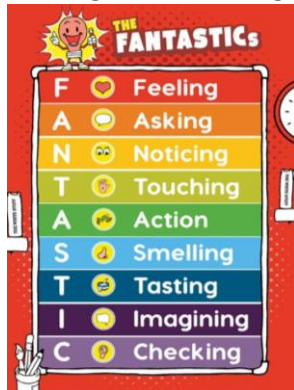 THE
FANTASTICs
F Feeling
A Asking
N Noticing
T Touching
A Action
S Smelling
T Tasting
I Imagining
C Checking